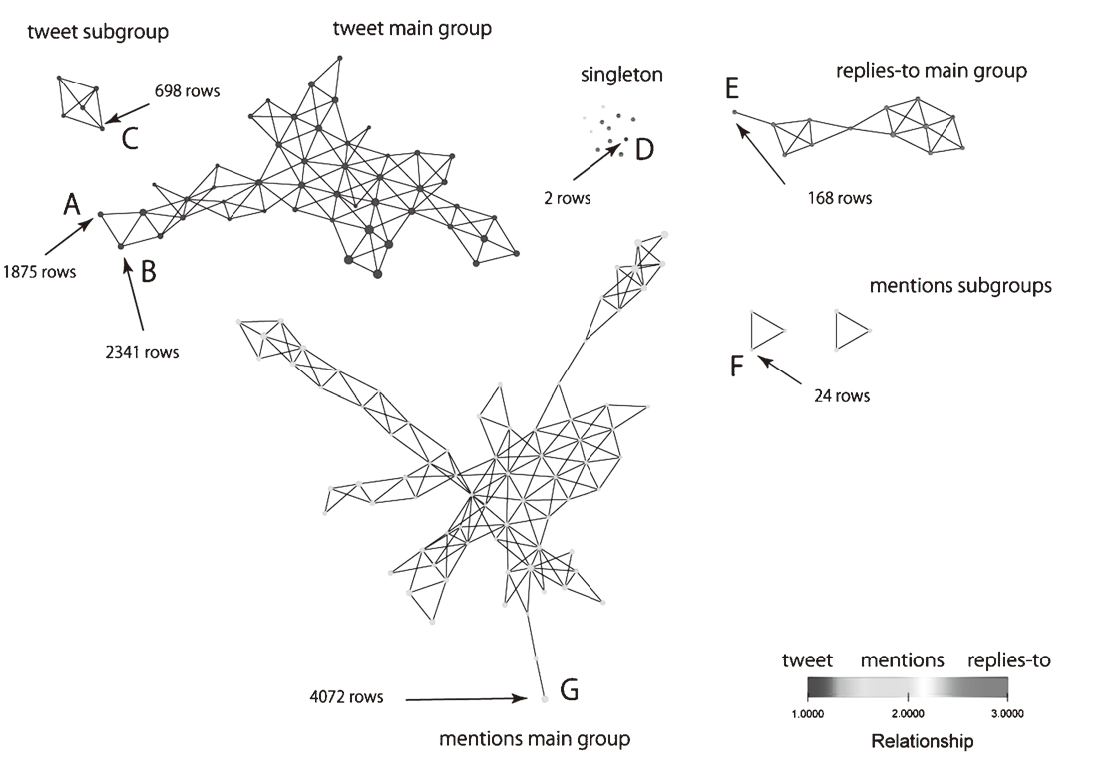 tweet subgroup
tweet main group
singleton
replies-to main group
698 rows
C
E
D
A
2 rows
168 rows
1875 rows
B
mentions subgroups
2341 rows
F
24 rows
tweet mentions replies-to
1.0000 2.0000 3.0000
Relationship
4072 rows
G
mentions main group